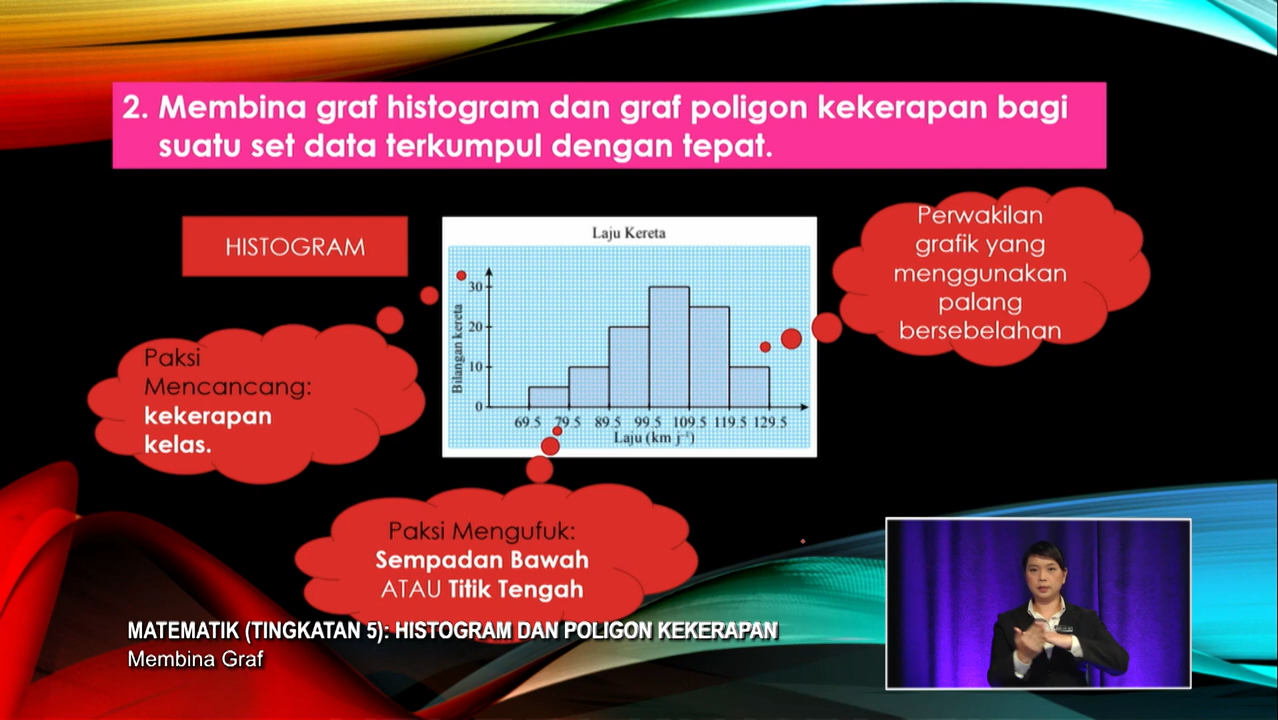 2. Membina graf histogram dan graf poligon kekerapan bagi
suatu set data terkumpul dengan tepat.
HISTOGRAM
Paksi
Mencancang:
kekerapan
kelas.
Laju Kereta
Bilangan kereta
30
20
10
0
69.5 79.5 89.5 99.5 109.5 119.5 129.5
Laju (km j⁻¹)
Perwakilan
grafik yang
menggunakan
palang
bersebelahan
Paksi Mengufuk:
Sempadan Bawah
ATAU Titik Tengah
MATEMATIK (TINGKATAN 5): HISTOGRAM DAN POLIGON KEKERAPAN
Membina Graf